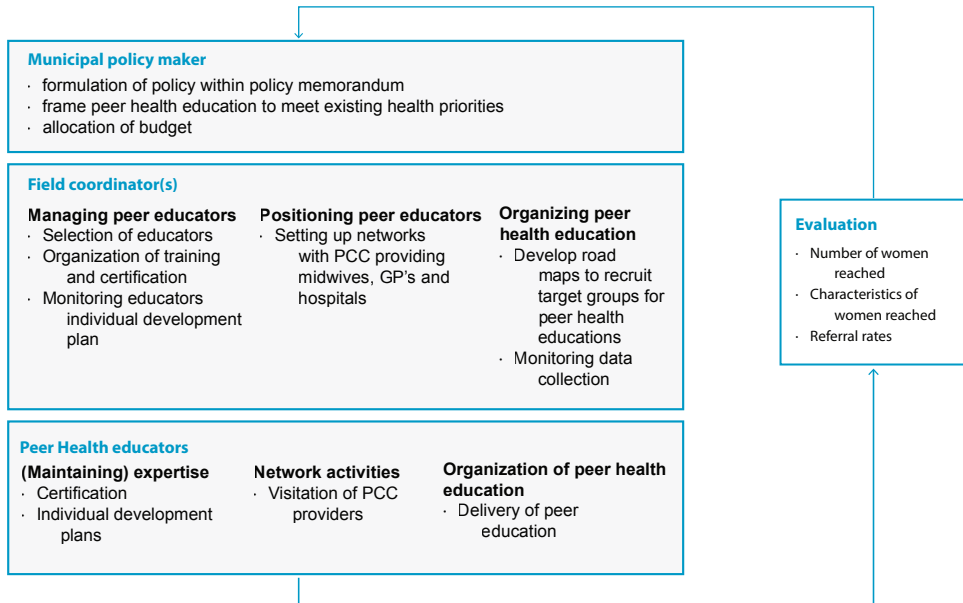 Municipal policy maker
· formulation of policy within policy memorandum
· frame peer health education to meet existing health priorities
· allocation of budget
Field coordinator(s)
Managing peer educators
· Selection of educators
· Organization of training
and certification
· Monitoring educators
individual development
plan
Positioning peer educators
· Setting up networks
with PCC providing
midwives, GP's and
hospitals
Organizing peer
health education
· Develop road
maps to recruit
target groups for
peer health
educations
· Monitoring data
collection
Peer Health educators
(Maintaining) expertise
· Certification
· Individual development
plans
Network activities
· Visitation of PCC
providers
Organization of peer health
education
· Delivery of peer
education
Evaluation
· Number of women
reached
· Characteristics of
women reached
· Referral rates